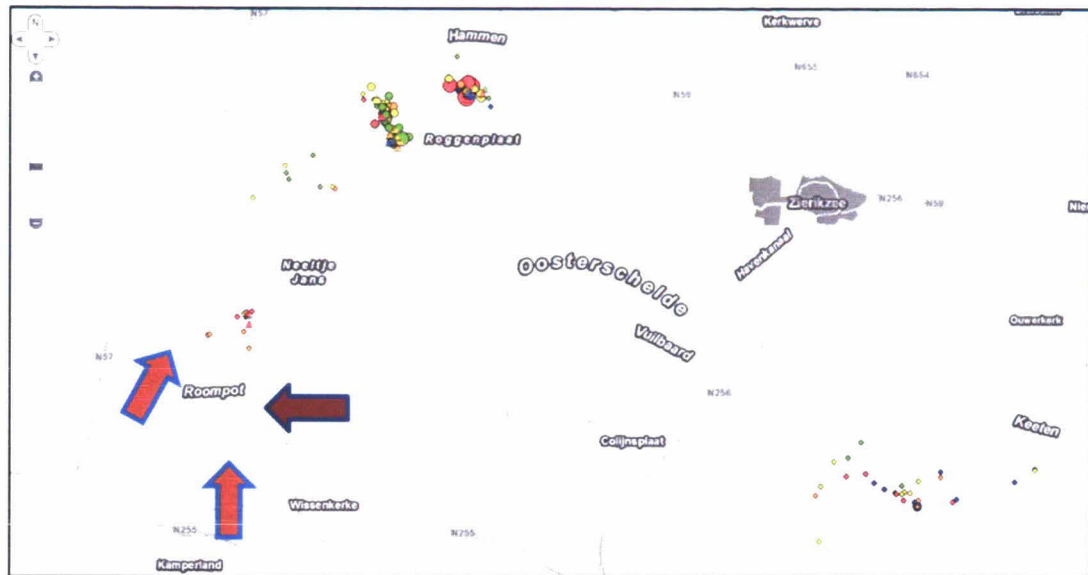 N57
Kerkwerve
Hammen
N655
N654
N59
Roggenplaat
Zierikzee
N256
N59
Haverkanaal
Neeltje
Jans
Oosterschelde
Ouwerkerk
Vuilbaard
N57
Roompot
N256
Keeten
Colijnsplaat
Wissenkerke
N255
N255
Kamperland